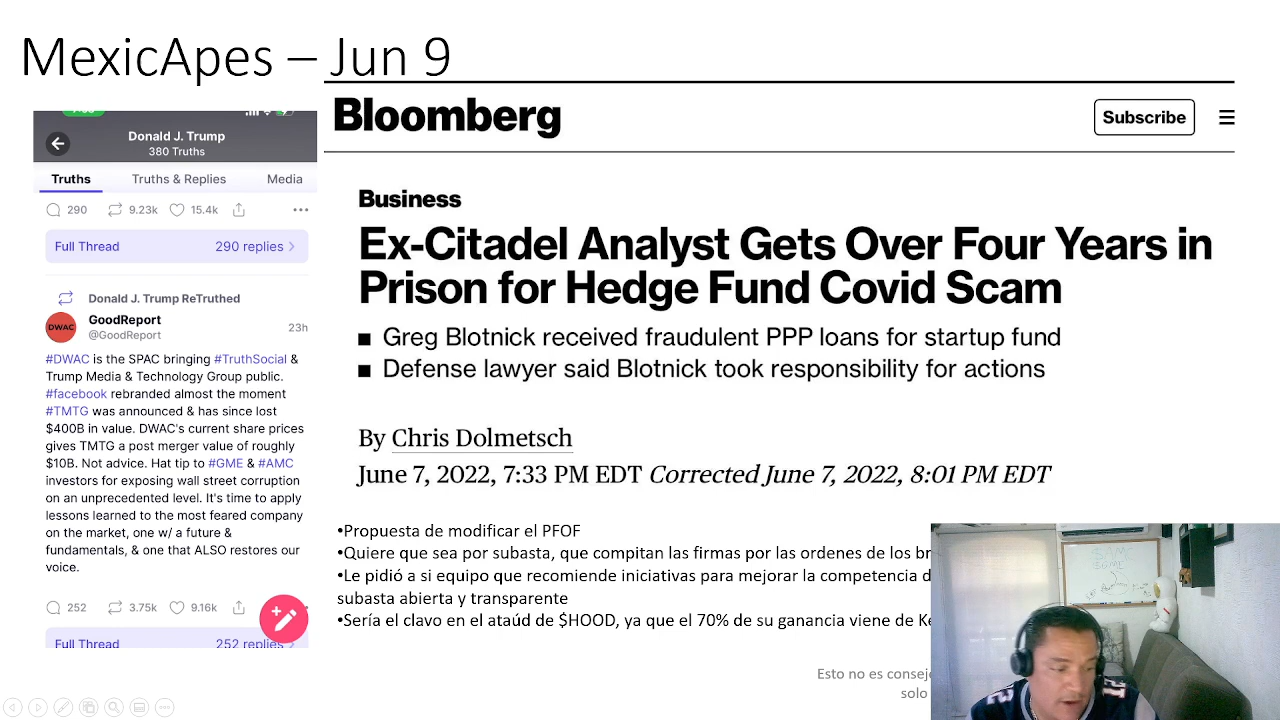 MexicApes – Jun 9
Donald J. Trump
380 Truths
Truths
Truths & Replies
Media
290
9.23k
15.4k
Full Thread
290 replies
Donald J. Trump ReTruthed
DWAC
GoodReport
@GoodReport
23h
#DWAC is the SPAC bringing #TruthSocial &
Trump Media & Technology Group public.
#facebook rebranded almost the moment
#TMTG was announced & has since lost
$400B in value. DWAC's current share prices
gives TMTG a post merger value of roughly
$10B. Not advice. Hat tip to #GME & #AMC
investors for exposing wall street corruption
on an unprecedented level. It's time to apply
lessons learned to the most feared company
on the market, one w/ a future &
fundamentals, & one that ALSO restores our
voice.
252
3.75k
9.16k
Full Thread
252 replies
Bloomberg
Subscribe
Business
Ex-Citadel Analyst Gets Over Four Years in
Prison for Hedge Fund Covid Scam
■ Greg Blotnick received fraudulent PPP loans for startup fund
■ Defense lawyer said Blotnick took responsibility for actions
By Chris Dolmetsch
June 7, 2022, 7:33 PM EDT Corrected June 7, 2022, 8:01 PM EDT
•Propuesta de modificar el PFOF
•Quiere que sea por subasta, que compitan las firmas por las ordenes de los
•Le pidió a si equipo que recomiende iniciativas para mejorar la competencia
subasta abierta y transparente
•Sería el clavo en el ataúd de $HOOD, ya que el 70% de su ganancia viene de
Esto no es
solo
$AMC
$GME